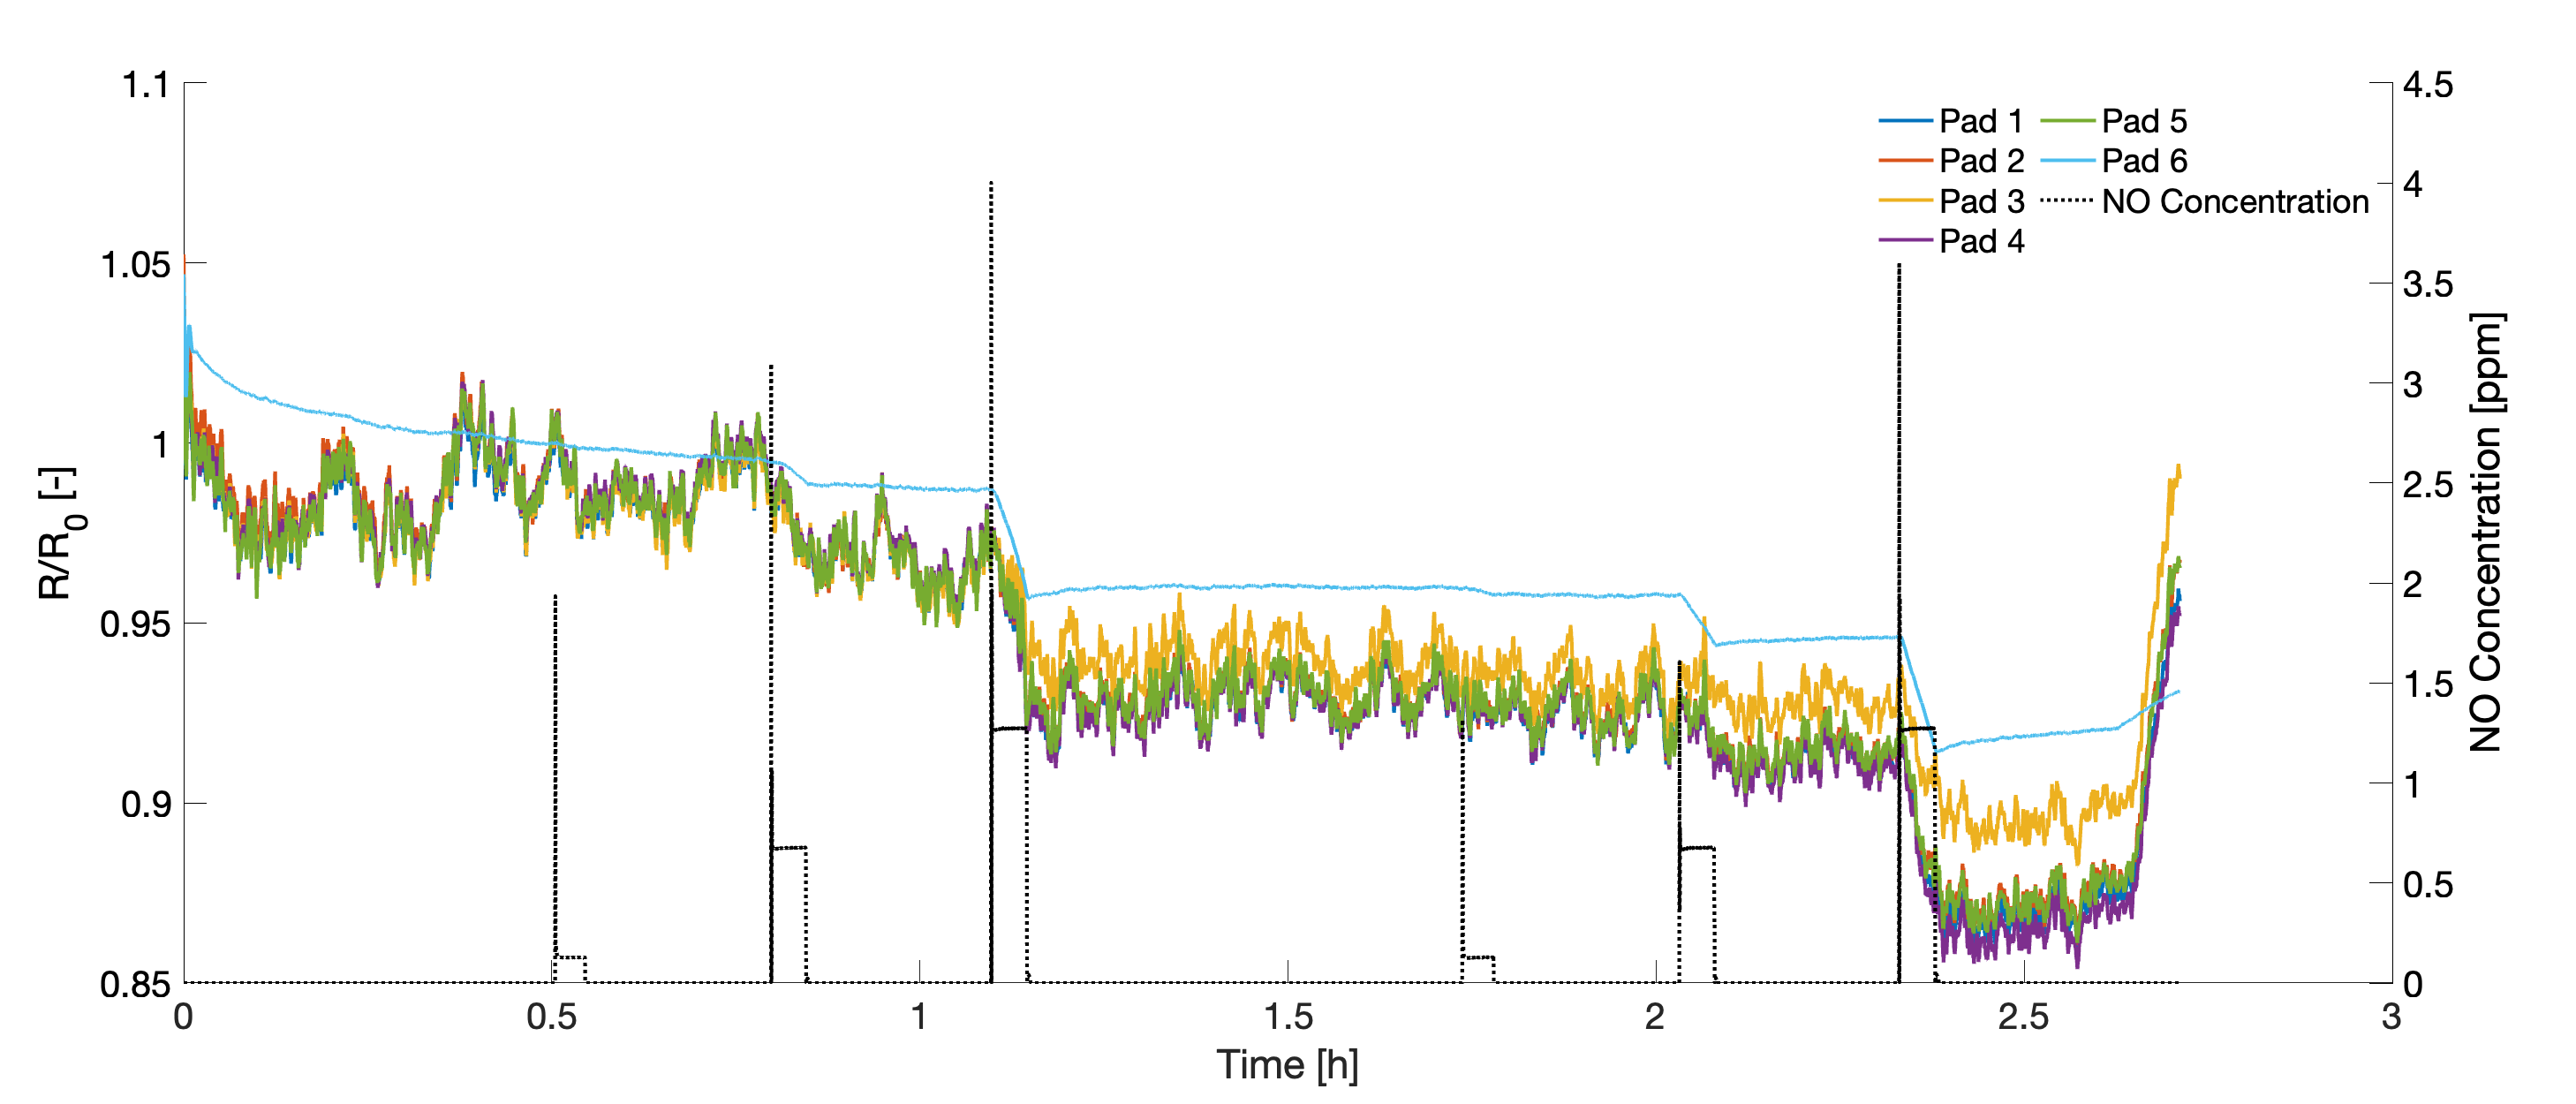 1.1
1.05
1
0.95
0.9
0.85
R/R0 [-]
0
0.5
1
1.5
2
2.5
3
Time [h]
4.5
4
3.5
3
2.5
2
1.5
1
0.5
0
NO Concentration [ppm]
Pad 1
Pad 2
Pad 3
Pad 4
Pad 5
Pad 6
NO Concentration